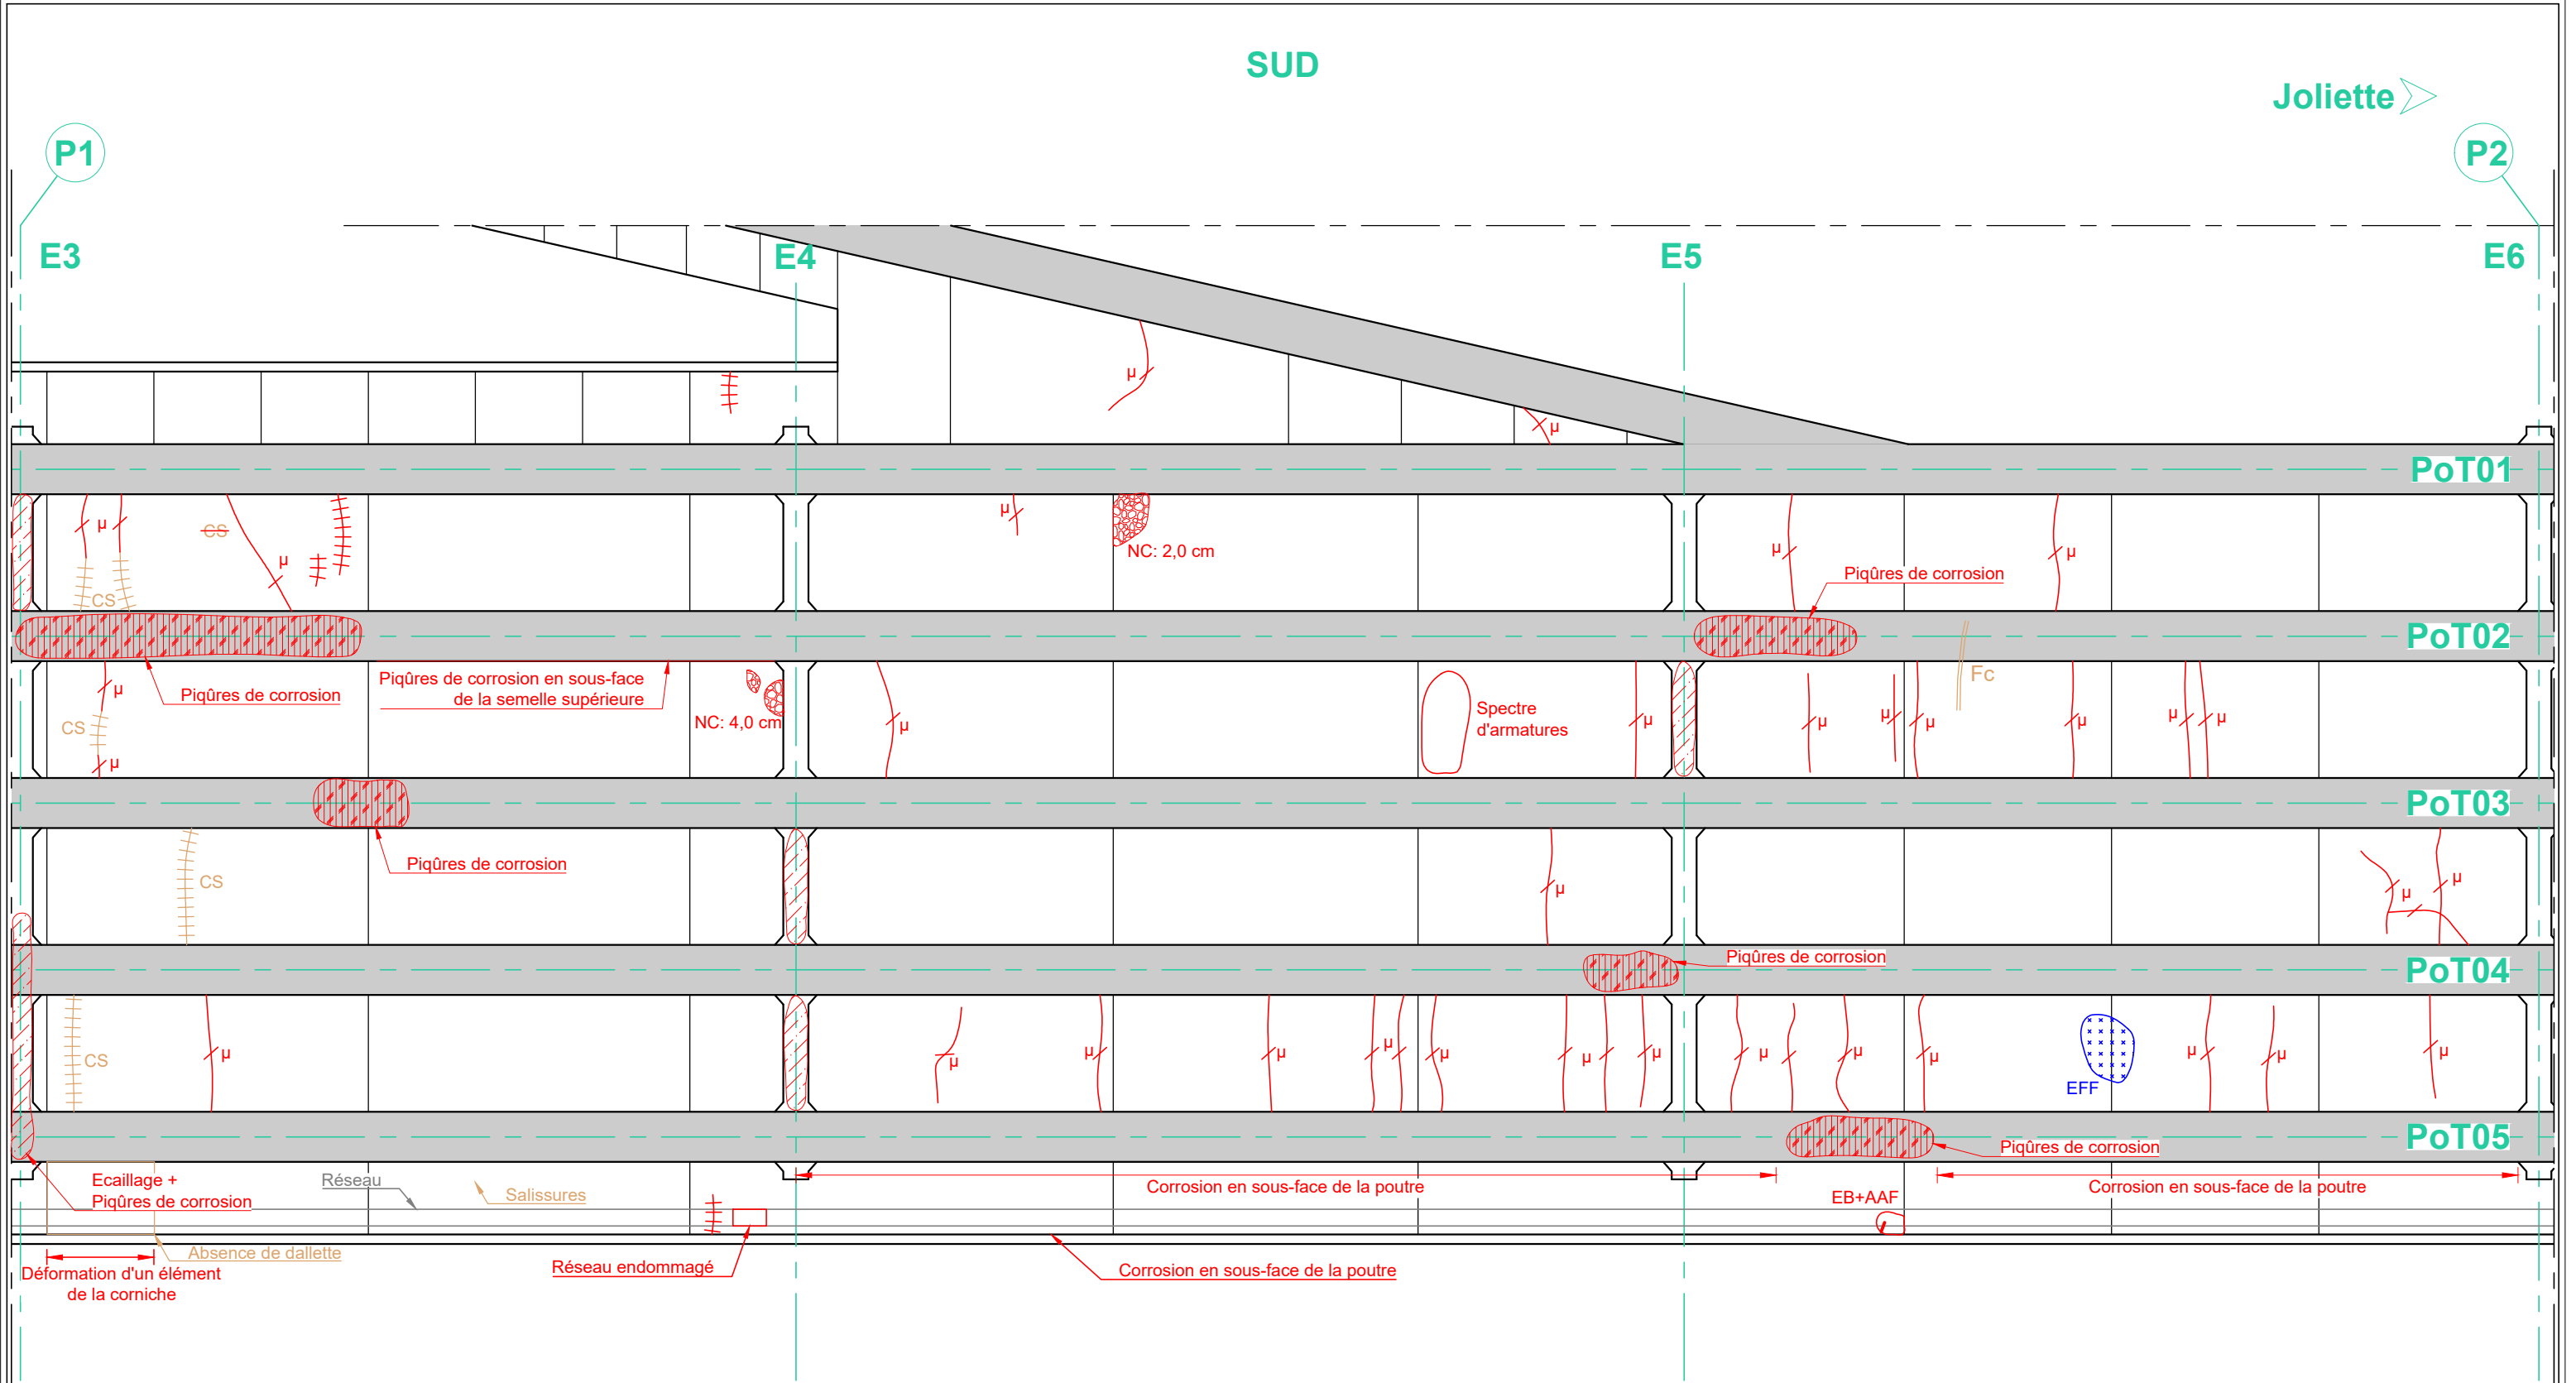 SUD
Joliette
P1
P2
E3
E4
E5
E6
µ
µ
PoT01
µ
CS
µ
CS
µ
NC: 2,0 cm
µ
µ
Piqûres de corrosion
PoT02
µ
Piqûres de corrosion
CS
µ
Piqûres de corrosion en sous-face
de la semelle supérieure
NC: 4,0 cm
µ
Spectre
d'armatures
µ
µ
µ
µ
Fc
µ
µ
µ
PoT03
Piqûres de corrosion
CS
µ
µ
µ
PoT04
Piqûres de corrosion
CS
µ
µ
µ
µ
µ
µ
µ
µ
µ
µ
µ
EFF
µ
µ
µ
PoT05
Piqûres de corrosion
Ecaillage +
Piqûres de corrosion
Réseau
Salissures
Corrosion en sous-face de la poutre
EB+AAF
Corrosion en sous-face de la poutre
Absence de dallette
Déformation d'un élément
de la corniche
Réseau endommagé
Corrosion en sous-face de la poutre